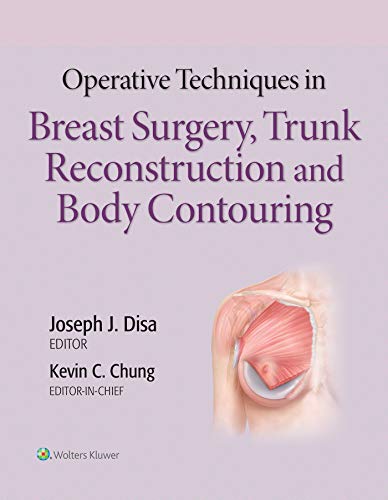 Operative Techniques in
Breast Surgery, Trunk
Reconstruction and
Body Contouring
Joseph J. Disa
EDITOR
Kevin C. Chung
EDITOR-IN-CHIEF
Wolters Kluwer